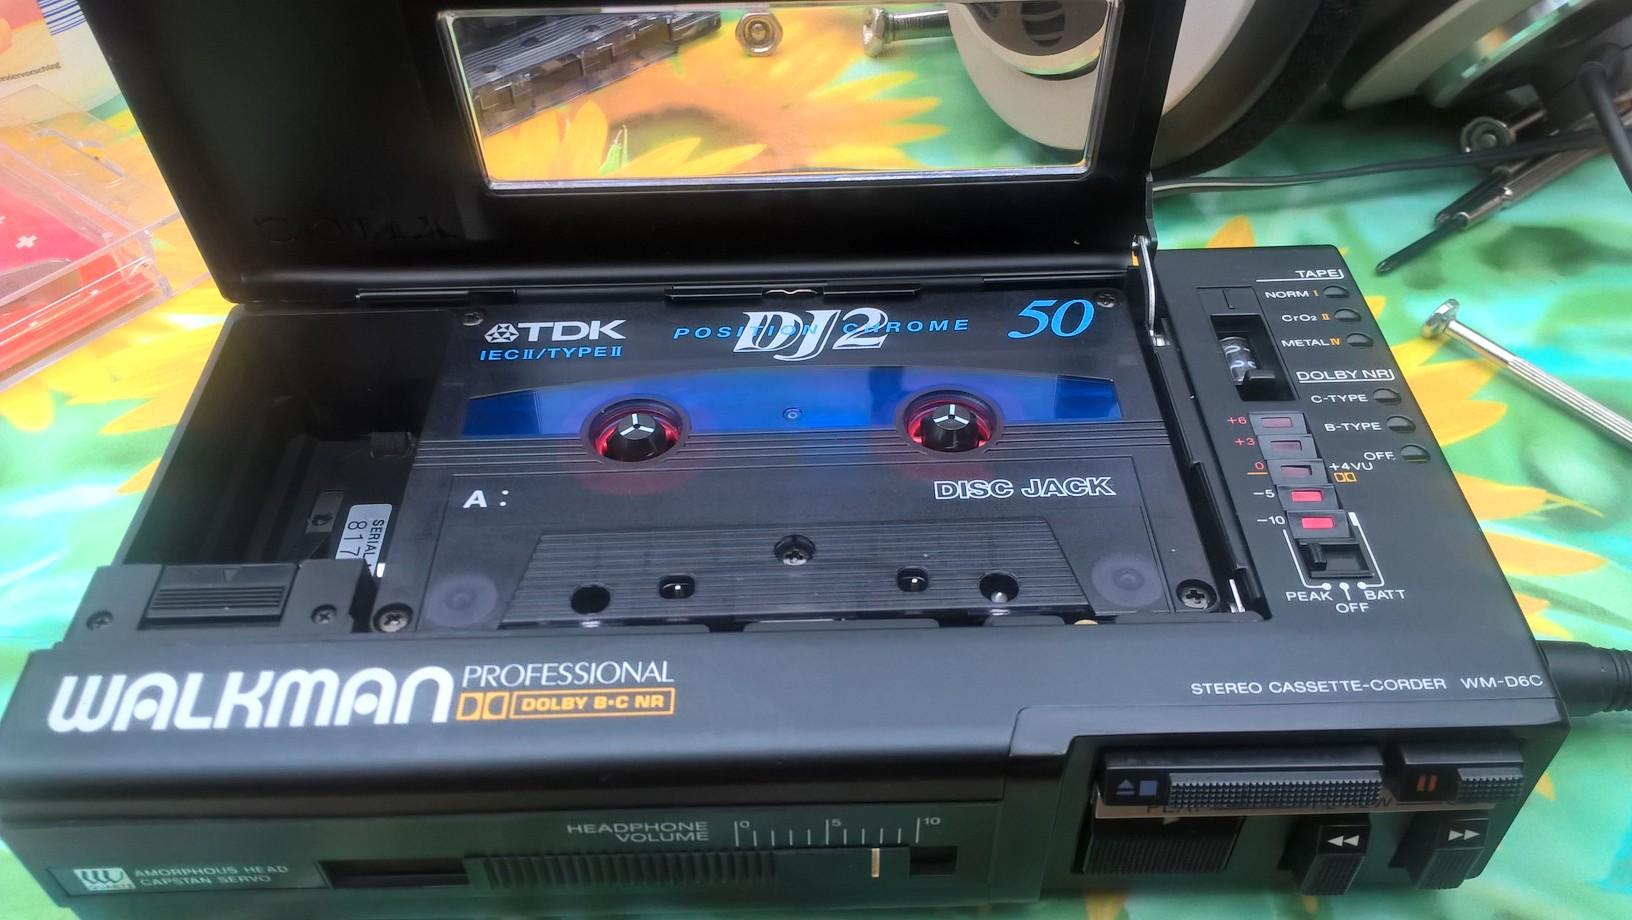 TDK
IEC II/TYPE II
POSITION CHROME
DJ2
50
A:
DISC JACK
SERIAL
817
TAPE
NORM I
CrO₂ II
METAL IV
DOLBY NR
C-TYPE
B-TYPE
OFF
+6
+3
0
+4VU
-5
-10
PEAK
OFF
BATT
WALKMAN PROFESSIONAL
DOLBY B•C NR
STEREO CASSETTE-CORDER WM-D6C
HEADPHONE
VOLUME
0 5 10
AMORPHOUS HEAD
CAPSTAN SERVO